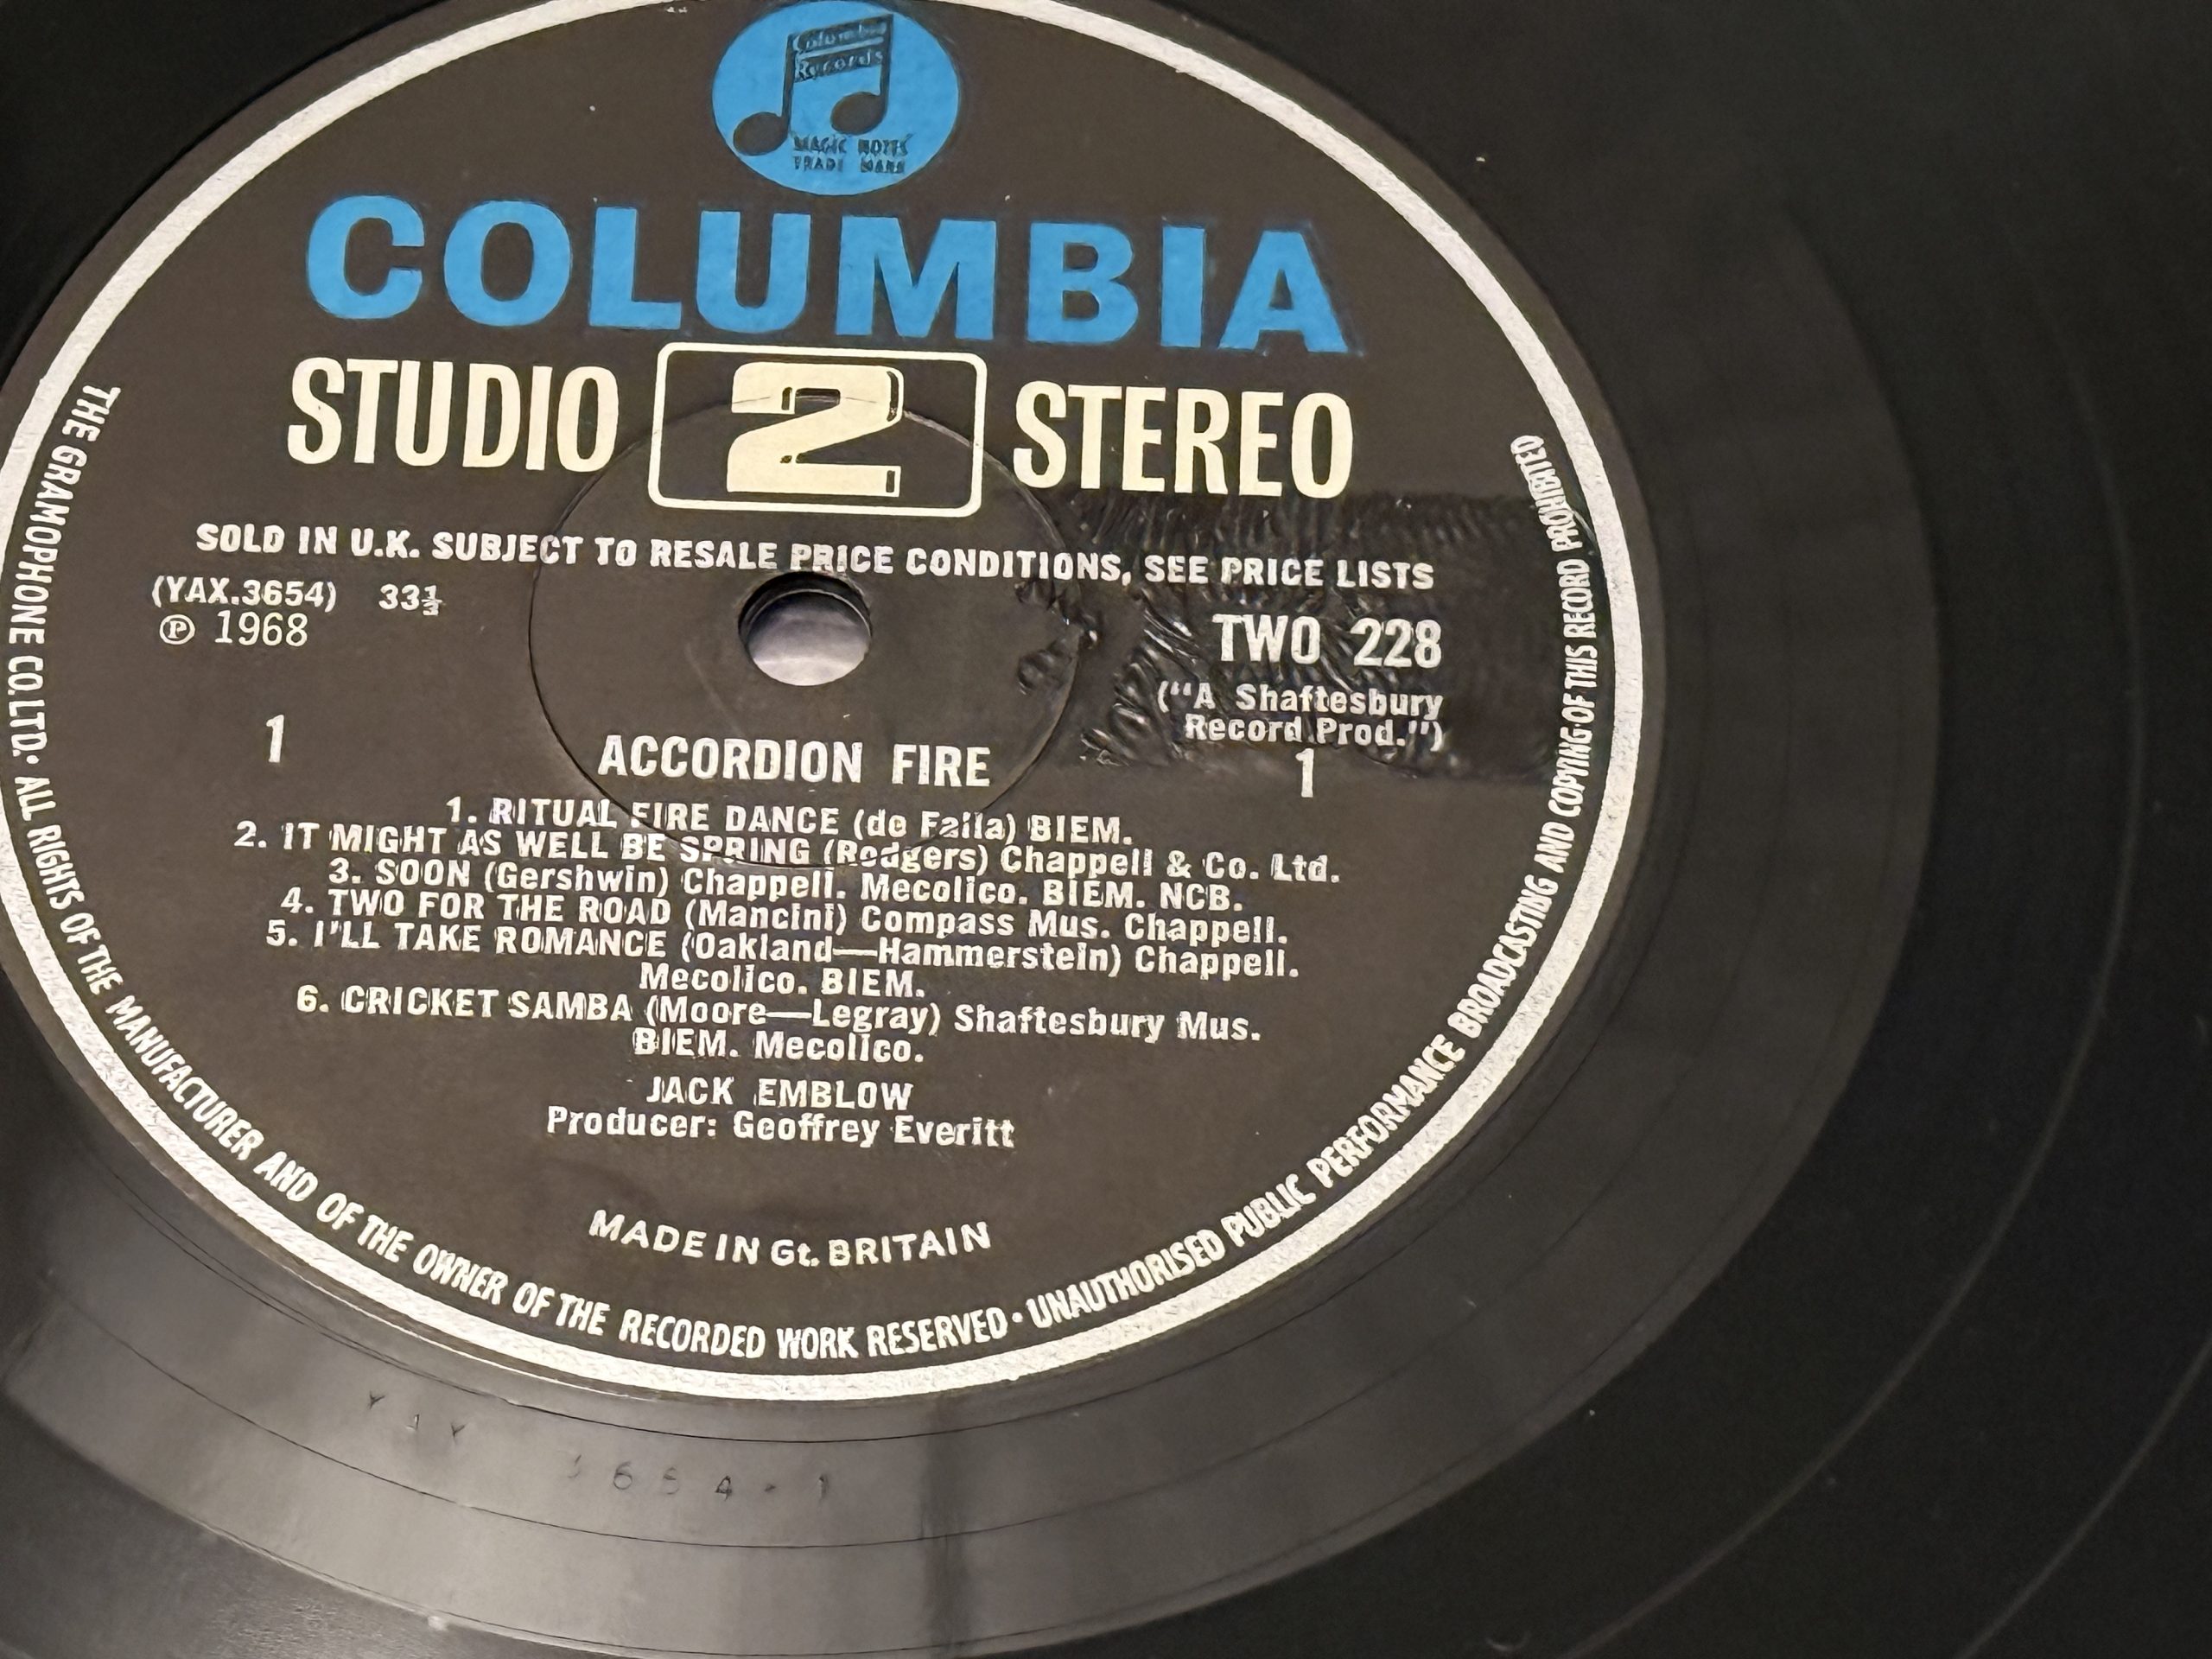 Columbia
Records
MAGIC NOTES
TRADE MARK
COLUMBIA
STUDIO 2 STEREO
SOLD IN U.K. SUBJECT TO RESALE PRICE CONDITIONS, SEE PRICE LISTS
(YAX.3654) 33⅓
℗ 1968
TWO 228
("A Shaftesbury
Record Prod.")
1
1
ACCORDION FIRE
1. RITUAL FIRE DANCE (de Falla) BIEM.
2. IT MIGHT AS WELL BE SPRING (Rodgers) Chappell & Co. Ltd.
3. SOON (Gershwin) Chappell. Mecolico. BIEM. NCB.
4. TWO FOR THE ROAD (Mancini) Compass Mus. Chappell.
5. I'LL TAKE ROMANCE (Oakland—Hammerstein) Chappell.
Mecolico. BIEM.
6. CRICKET SAMBA (Moore—Legray) Shaftesbury Mus.
BIEM. Mecolico.
JACK EMBLOW
Producer: Geoffrey Everitt
MADE IN Gt. BRITAIN
THE GRAMOPHONE CO. LTD. · ALL RIGHTS OF THE MANUFACTURER AND OF THE OWNER OF THE RECORDED WORK RESERVED · UNAUTHORISED PUBLIC PERFORMANCE BROADCASTING AND COPYING OF THIS RECORD PROHIBITED
3654-1